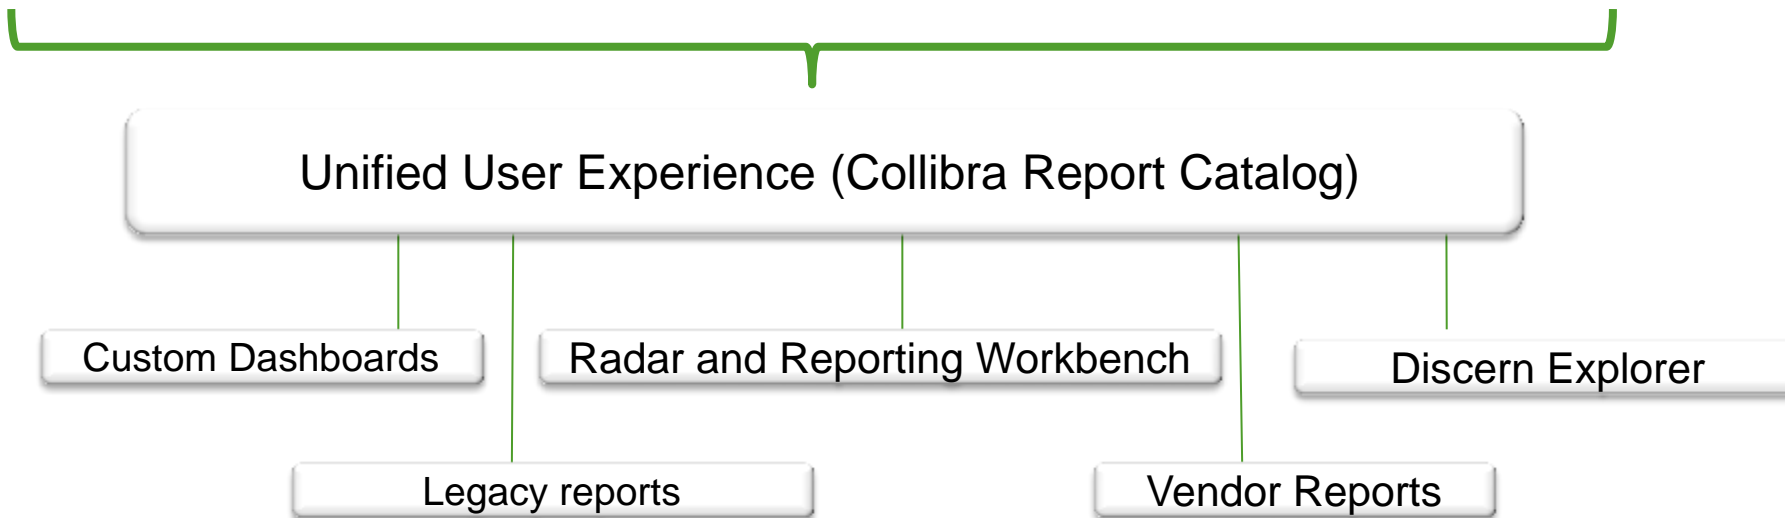 Unified User Experience (Collibra Report Catalog)
Custom Dashboards
Radar and Reporting Workbench
Discern Explorer
Legacy reports
Vendor Reports